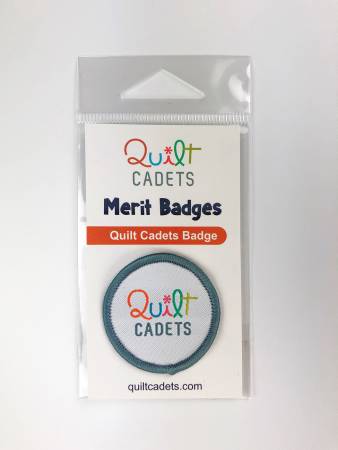 Quilt
CADETS
Merit Badges
Quilt Cadets Badge
Quilt
CADETS
quiltcadets.com